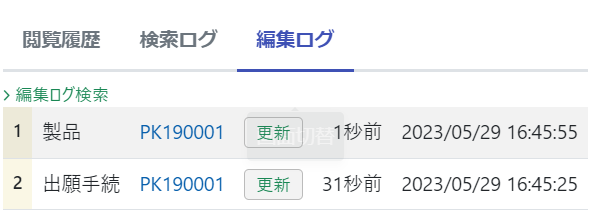 閲覧履歴 検索ログ 編集ログ
編集ログ検索
1 製品 PK190001 更新 1秒前 2023/05/29 16:45:55
2 出願手続 PK190001 更新 31秒前 2023/05/29 16:45:25